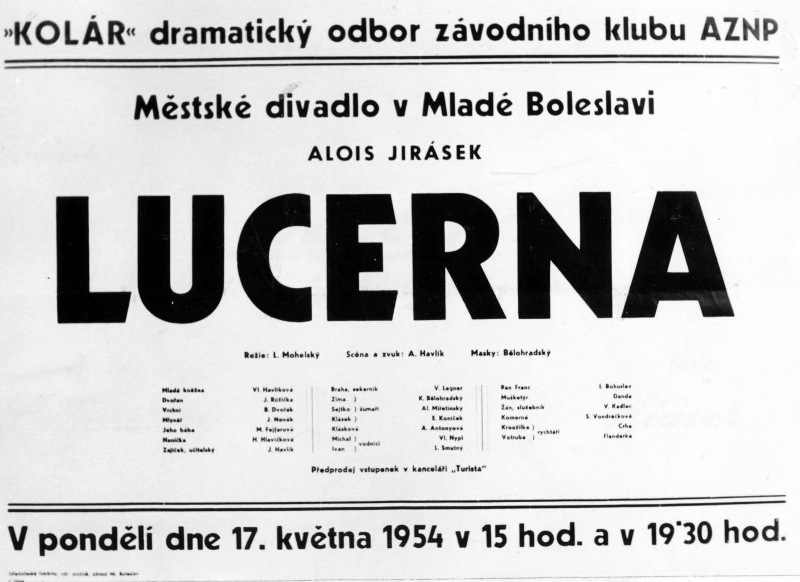 »KOLÁR« dramatický odbor závodního klubu AZNP
Městské divadlo v Mladé Boleslavi
ALOIS JIRÁSEK
LUCERNA
Režie: L. Mohelský Scéna a zvuk: A. Havlík Masky: Bělohradský
Mladá kněžna Vl. Havlíková
Dvořan J. Růžička
Vrchní B. Dvořák
Mlynář J. Novák
Jeho bába M. Fejfarová
Hanička H. Hlavičková
Zajíček, učitelský J. Havlík
Braha, sekerník V. Legner
Zima ) K. Bělohradský
Sejtko ) šumaři Al. Miletínský
Klásek ) E. Koníček
Klásková A. Antonyová
Michal ) vodníci Vl. Nypl
Ivan ) L. Smutný
Pan Franc I. Bohuslav
Mušketýr Danda
Žán, služebník V. Kadlec
Komorná S. Vondráčková
Kroužilka ) rychtáři Crha
Votruba ) Flanderka
Předprodej vstupenek v kanceláři „Turista“
V pondělí dne 17. května 1954 v 15 hod. a v 19·30 hod.